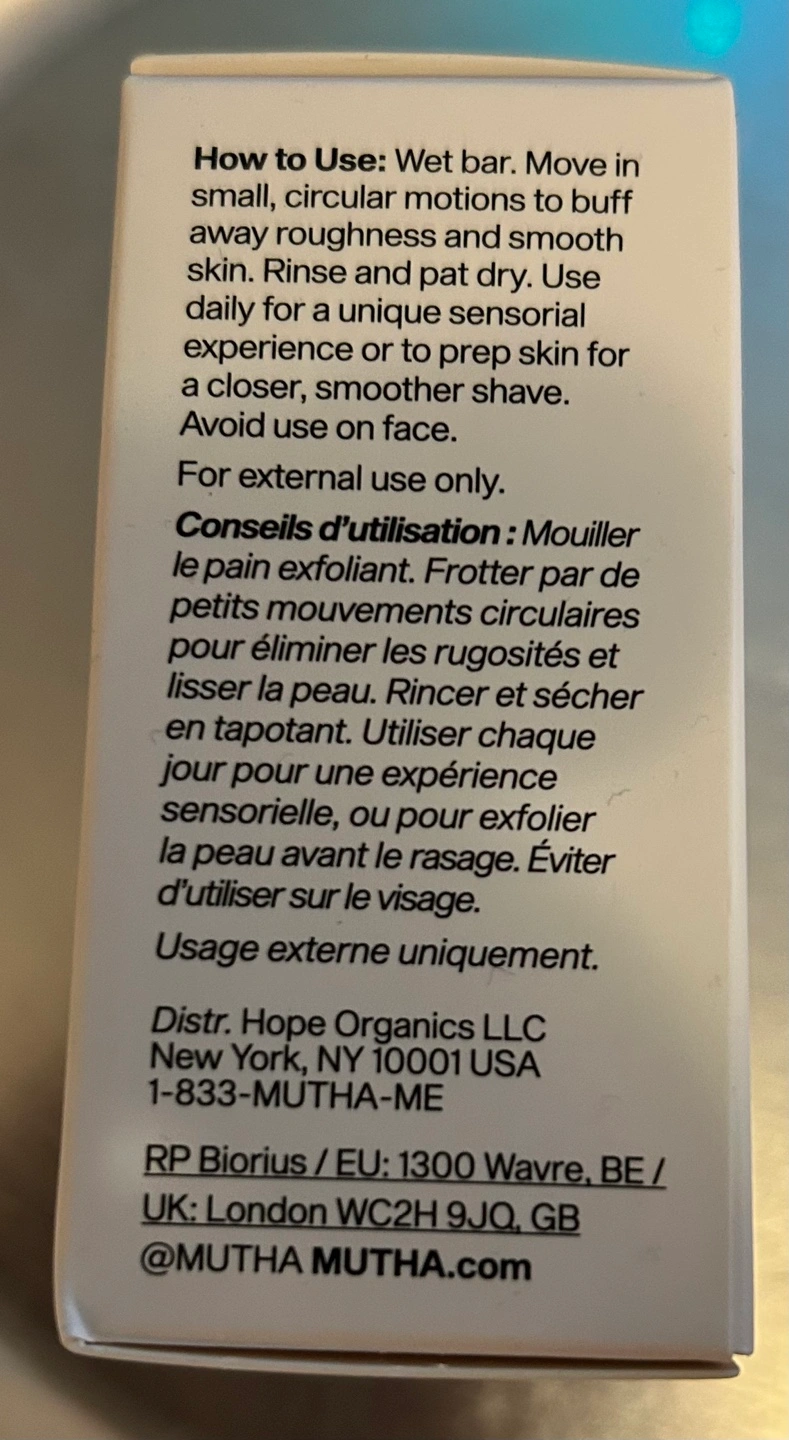 How to Use: Wet bar. Move in
small, circular motions to buff
away roughness and smooth
skin. Rinse and pat dry. Use
daily for a unique sensorial
experience or to prep skin for
a closer, smoother shave.
Avoid use on face.
For external use only.
Conseils d'utilisation : Mouiller
le pain exfoliant. Frotter par de
petits mouvements circulaires
pour éliminer les rugosités et
lisser la peau. Rincer et sécher
en tapotant. Utiliser chaque
jour pour une expérience
sensorielle, ou pour exfolier
la peau avant le rasage. Éviter
d'utiliser sur le visage.
Usage externe uniquement.
Distr. Hope Organics LLC
New York, NY 10001 USA
1-833-MUTHA-ME
RP Biorius / EU: 1300 Wavre, BE /
UK: London WC2H 9JQ, GB
@MUTHA MUTHA.com